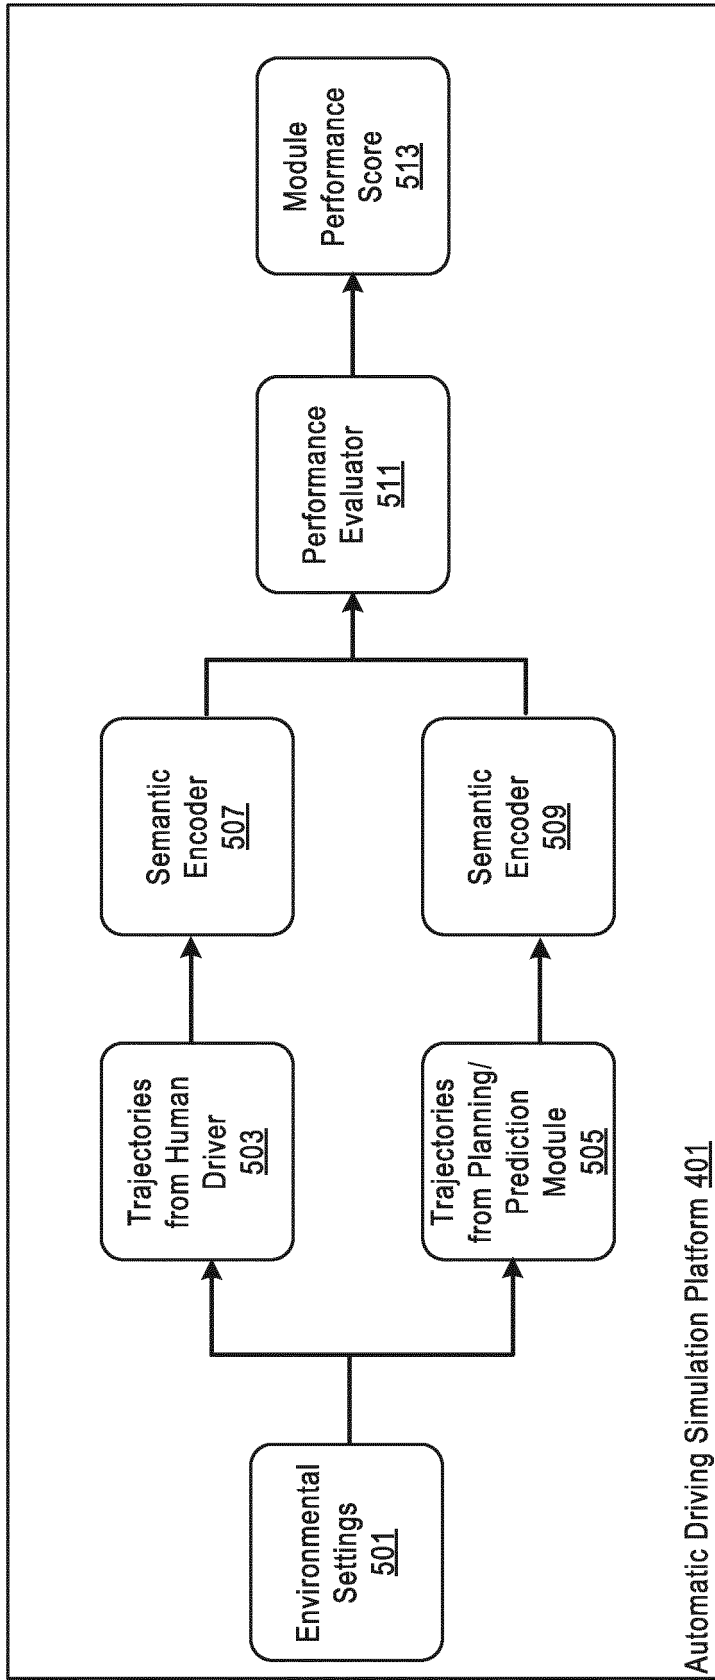 Environmental
Settings
501
Trajectories
from Human
Driver
503
Trajectories
from Planning/
Prediction
Module
505
Semantic
Encoder
507
Semantic
Encoder
509
Performance
Evaluator
511
Module
Performance
Score
513
Automatic Driving Simulation Platform 401